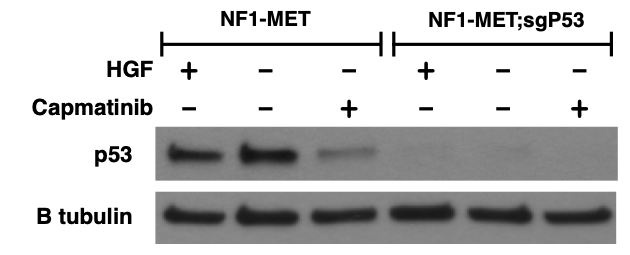 NF1-MET NF1-MET;sgP53
HGF + − − + − −
Capmatinib − − + − − +
p53
B tubulin